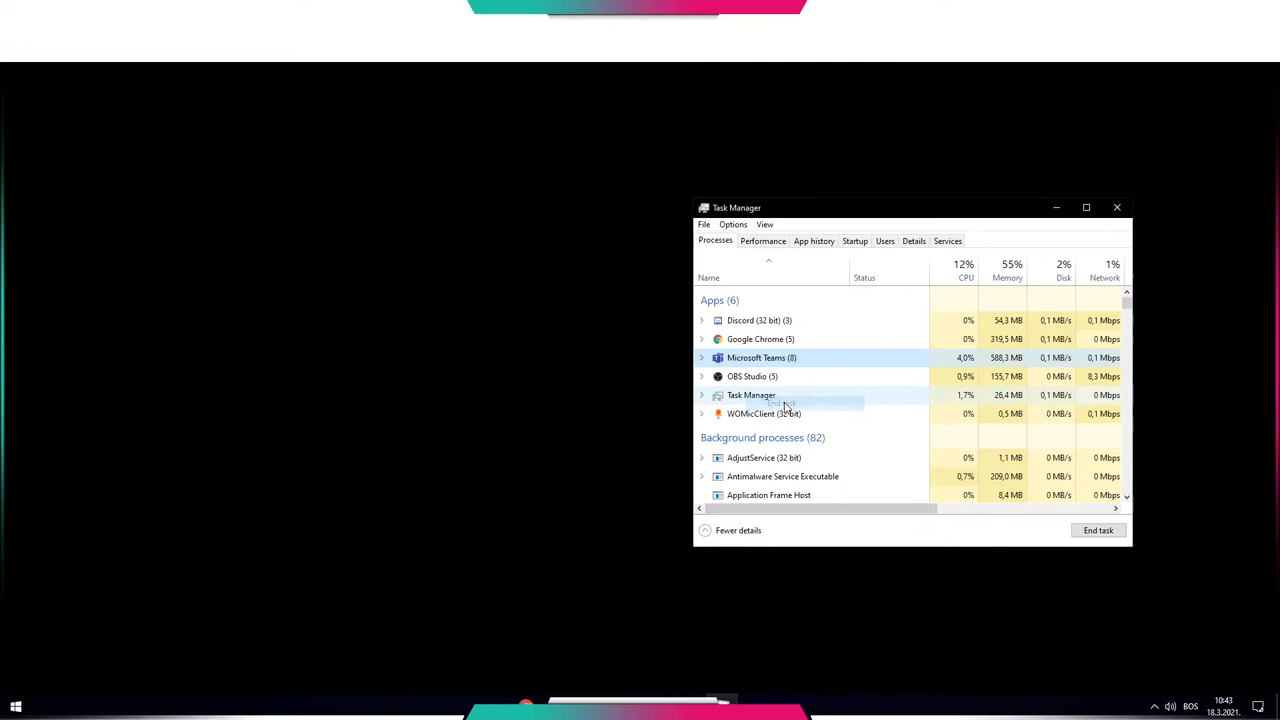 Task Manager
File Options View
Processes Performance App history Startup Users Details Services
12% 55% 2% 1%
Name Status CPU Memory Disk Network
Apps (6)
Discord (32 bit) (3) 0% 54,3 MB 0,1 MB/s 0,1 Mbps
Google Chrome (5) 0% 319,5 MB 0,1 MB/s 0 Mbps
Microsoft Teams (8) 4,0% 588,3 MB 0,1 MB/s 0,1 Mbps
OBS Studio (5) 0,9% 155,7 MB 0,1 MB/s 8,3 Mbps
Task Manager 1,7% 26,4 MB 0,1 MB/s 0 Mbps
End task
WOMicClient (32 bit) 0% 0,5 MB 0 MB/s 0,1 Mbps
Background processes (82)
AdjustService (32 bit) 0% 1,1 MB 0 MB/s 0 Mbps
Antimalware Service Executable 0,7% 209,0 MB 0 MB/s 0 Mbps
Application Frame Host 0% 8,4 MB 0 MB/s 0 Mbps
Fewer details End task
BOS 10:43
18.3.2021.